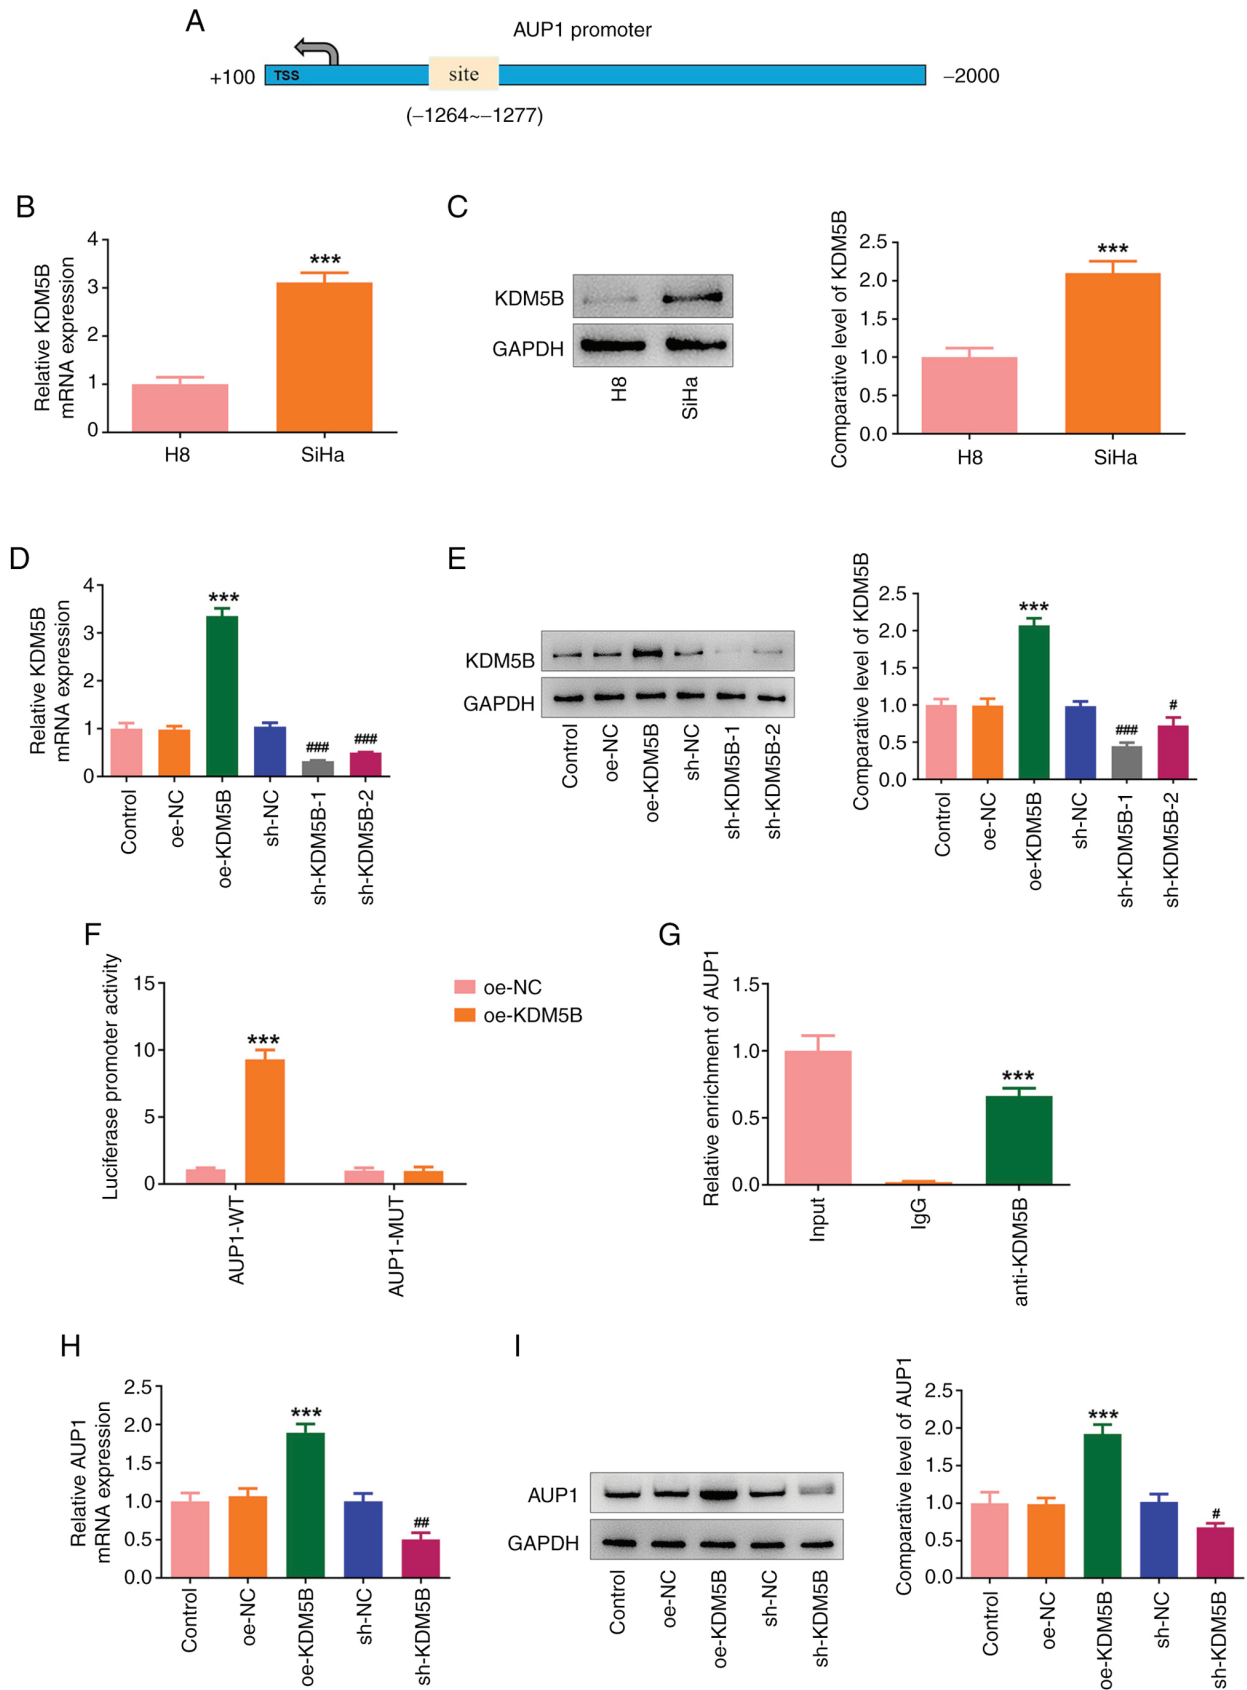 A
AUP1 promoter
+100
TSS
site
−2000
(−1264~−1277)
B
Relative KDM5B
mRNA expression
4
3
2
1
0
***
H8
SiHa
C
KDM5B
GAPDH
H8
SiHa
Comparative level of KDM5B
2.5
2.0
1.5
1.0
0.5
0.0
***
H8
SiHa
D
Relative KDM5B
mRNA expression
4
3
2
1
0
***
###
###
Control
oe-NC
oe-KDM5B
sh-NC
sh-KDM5B-1
sh-KDM5B-2
E
KDM5B
GAPDH
Control
oe-NC
oe-KDM5B
sh-NC
sh-KDM5B-1
sh-KDM5B-2
Comparative level of KDM5B
2.5
2.0
1.5
1.0
0.5
0.0
***
###
#
Control
oe-NC
oe-KDM5B
sh-NC
sh-KDM5B-1
sh-KDM5B-2
F
Luciferase promoter activity
15
10
5
0
***
AUP1-WT
AUP1-MUT
oe-NC
oe-KDM5B
G
Relative enrichment of AUP1
1.5
1.0
0.5
0.0
***
Input
IgG
anti-KDM5B
H
Relative AUP1
mRNA expression
2.5
2.0
1.5
1.0
0.5
0.0
***
##
Control
oe-NC
oe-KDM5B
sh-NC
sh-KDM5B
I
AUP1
GAPDH
Control
oe-NC
oe-KDM5B
sh-NC
sh-KDM5B
Comparative level of AUP1
2.5
2.0
1.5
1.0
0.5
0.0
***
#
Control
oe-NC
oe-KDM5B
sh-NC
sh-KDM5B